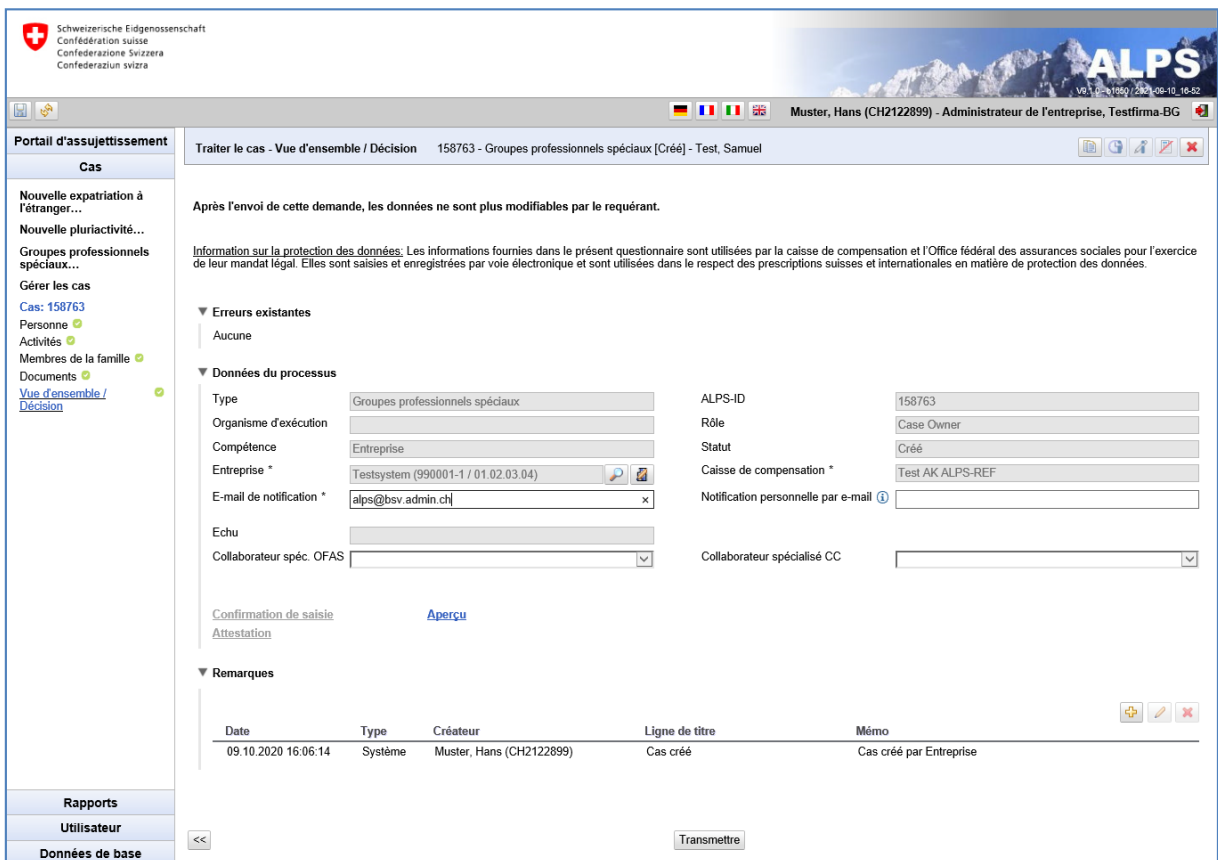 Schweizerische Eidgenossenschaft
Confédération suisse
Confederazione Svizzera
Confederaziun svizra
ALPS
V9.1.0 - b1650 / 2021-09-10_16-52
Muster, Hans (CH2122899) - Administrateur de l'entreprise, Testfirma-BG
Portail d'assujettissement
Cas
Nouvelle expatriation à
l'étranger...
Nouvelle pluriactivité...
Groupes professionnels
spéciaux...
Gérer les cas
Cas: 158763
Personne
Activités
Membres de la famille
Documents
Vue d'ensemble /
Décision
Rapports
Utilisateur
Données de base
Traiter le cas - Vue d'ensemble / Décision 158763 - Groupes professionnels spéciaux [Créé] - Test, Samuel
Après l'envoi de cette demande, les données ne sont plus modifiables par le requérant.
Information sur la protection des données: Les informations fournies dans le présent questionnaire sont utilisées par la caisse de compensation et l'Office fédéral des assurances sociales pour l'exercice
de leur mandat légal. Elles sont saisies et enregistrées par voie électronique et sont utilisées dans le respect des prescriptions suisses et internationales en matière de protection des données.
Erreurs existantes
Aucune
Données du processus
Type Groupes professionnels spéciaux ALPS-ID 158763
Organisme d'exécution Rôle Case Owner
Compétence Entreprise Statut Créé
Entreprise * Testsystem (990001-1 / 01.02.03.04) Caisse de compensation * Test AK ALPS-REF
E-mail de notification * alps@bsv.admin.ch x Notification personnelle par e-mail
Echu
Collaborateur spéc. OFAS Collaborateur spécialisé CC
Confirmation de saisie Aperçu
Attestation
Remarques
Date Type Créateur Ligne de titre Mémo
09.10.2020 16:06:14 Système Muster, Hans (CH2122899) Cas créé Cas créé par Entreprise
<< Transmettre